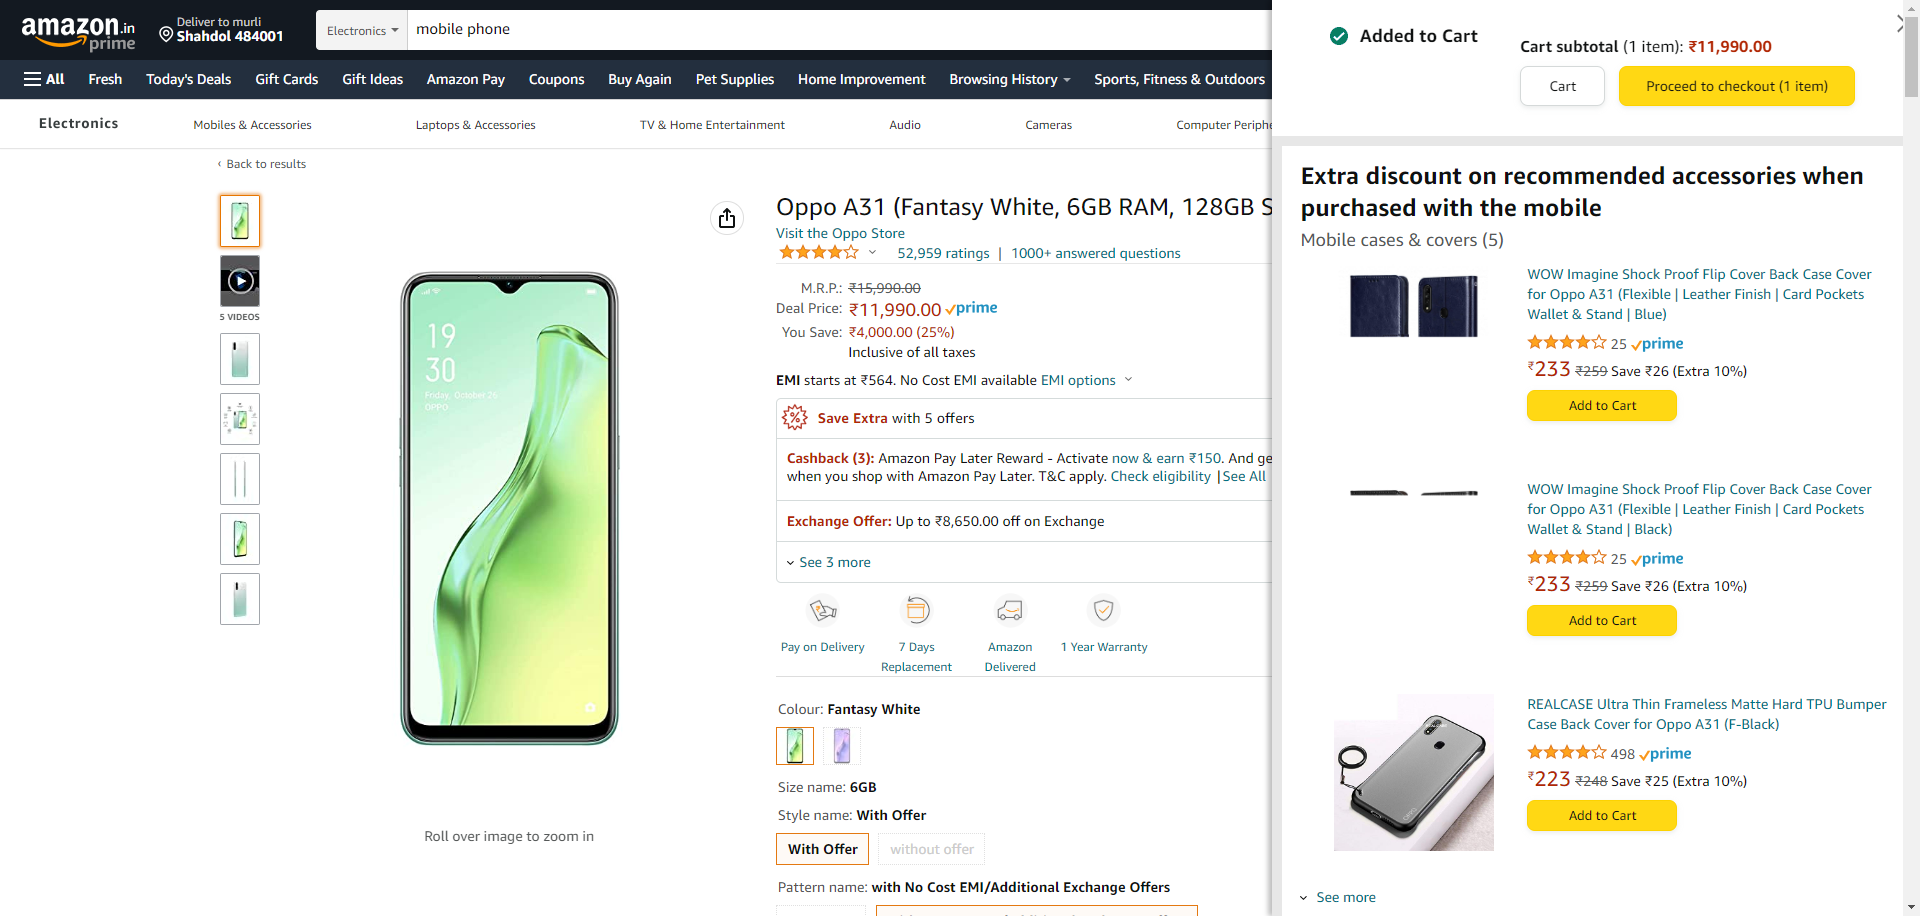 amazon.in
prime
Deliver to murli
Shahdol 484001
Electronics
mobile phone
All
Fresh
Today's Deals
Gift Cards
Gift Ideas
Amazon Pay
Coupons
Buy Again
Pet Supplies
Home Improvement
Browsing History
Sports, Fitness & Outdoors
Electronics
Mobiles & Accessories
Laptops & Accessories
TV & Home Entertainment
Audio
Cameras
Computer Periphe
‹ Back to results
5 VIDEOS
19
30
Friday, October 25
OPPO
Roll over image to zoom in
Oppo A31 (Fantasy White, 6GB RAM, 128GB S
Visit the Oppo Store
52,959 ratings | 1000+ answered questions
M.R.P.: ₹15,990.00
Deal Price: ₹11,990.00 prime
You Save: ₹4,000.00 (25%)
Inclusive of all taxes
EMI starts at ₹564. No Cost EMI available EMI options
Save Extra with 5 offers
Cashback (3): Amazon Pay Later Reward - Activate now & earn ₹150. And ge
when you shop with Amazon Pay Later. T&C apply. Check eligibility |See All
Exchange Offer: Up to ₹8,650.00 off on Exchange
See 3 more
Pay on Delivery
7 Days
Replacement
Amazon
Delivered
1 Year Warranty
Colour: Fantasy White
Size name: 6GB
Style name: With Offer
With Offer
without offer
Pattern name: with No Cost EMI/Additional Exchange Offers
Added to Cart
Cart subtotal (1 item): ₹11,990.00
Cart
Proceed to checkout (1 item)
Extra discount on recommended accessories when
purchased with the mobile
Mobile cases & covers (5)
WOW Imagine Shock Proof Flip Cover Back Case Cover
for Oppo A31 (Flexible | Leather Finish | Card Pockets
Wallet & Stand | Blue)
25 prime
₹233 ₹259 Save ₹26 (Extra 10%)
Add to Cart
WOW Imagine Shock Proof Flip Cover Back Case Cover
for Oppo A31 (Flexible | Leather Finish | Card Pockets
Wallet & Stand | Black)
25 prime
₹233 ₹259 Save ₹26 (Extra 10%)
Add to Cart
REALCASE Ultra Thin Frameless Matte Hard TPU Bumper
Case Back Cover for Oppo A31 (F-Black)
498 prime
₹223 ₹248 Save ₹25 (Extra 10%)
Add to Cart
See more